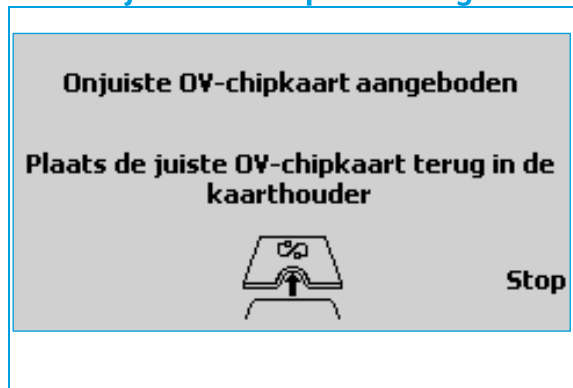 Onjuiste OV-chipkaart aangeboden
Plaats de juiste OV-chipkaart terug in de
kaarthouder
Stop